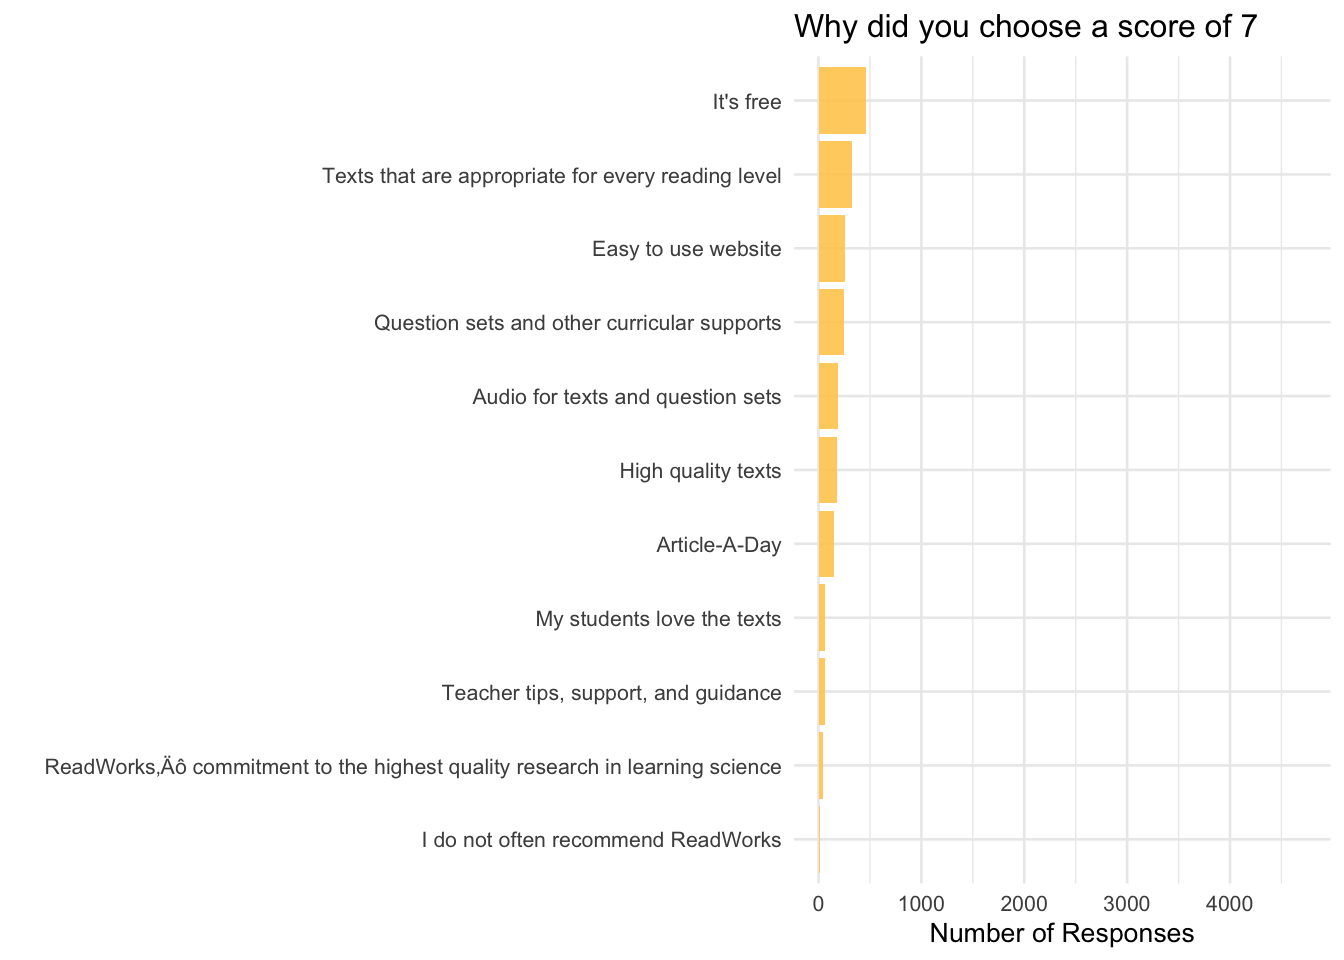 Why did you choose a score of 7
It's free
Texts that are appropriate for every reading level
Easy to use website
Question sets and other curricular supports
Audio for texts and question sets
High quality texts
Article-A-Day
My students love the texts
Teacher tips, support, and guidance
ReadWorks‚Äô commitment to the highest quality research in learning science
I do not often recommend ReadWorks
0 1000 2000 3000 4000
Number of Responses